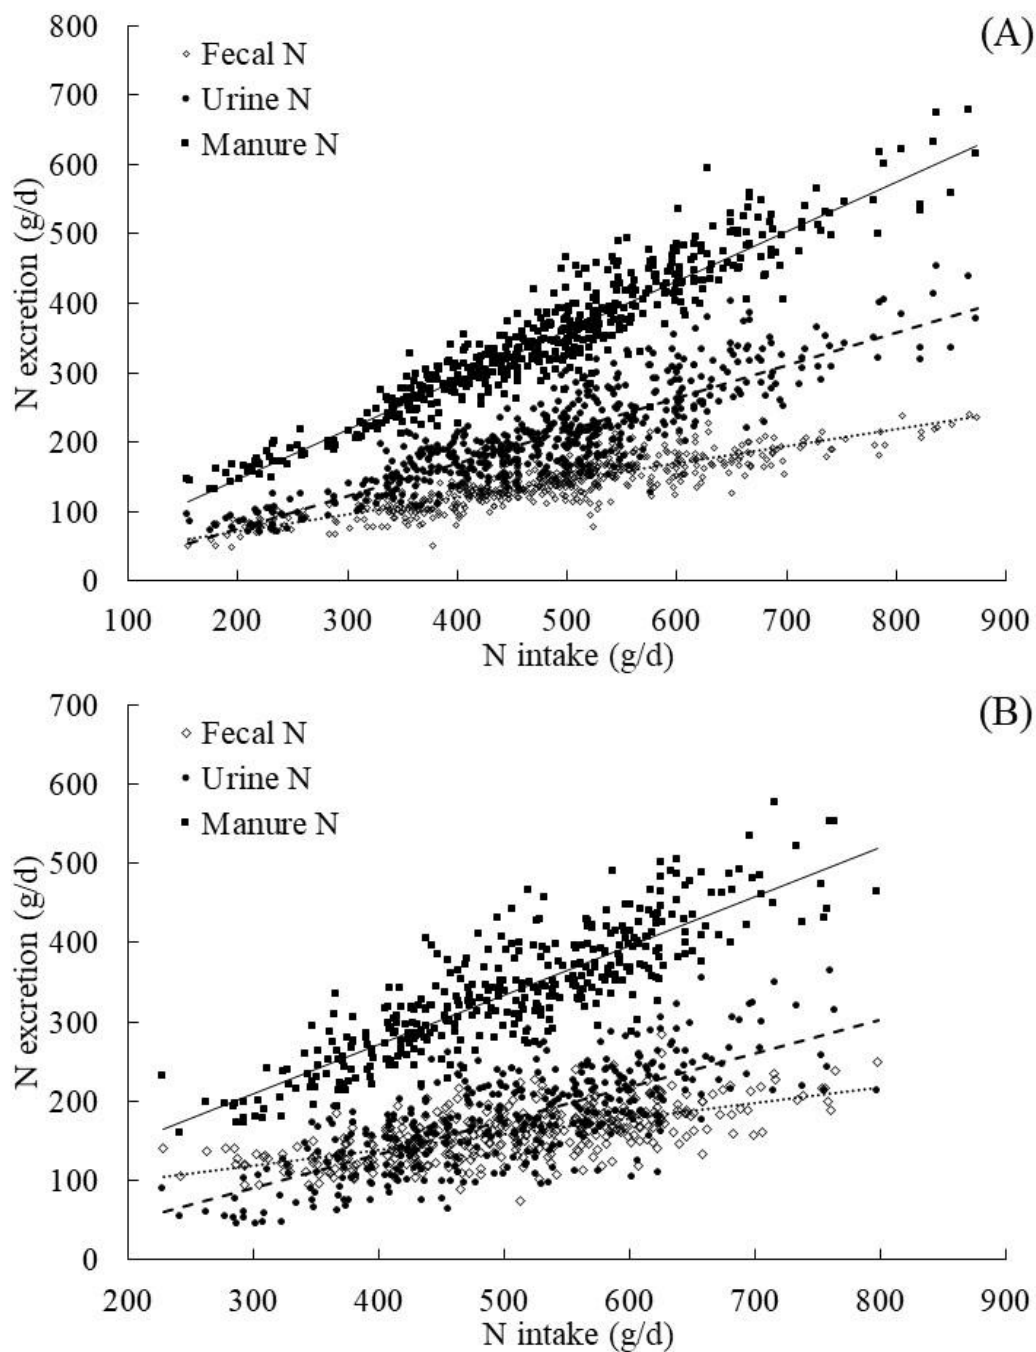 (A)
800
700
600
500
400
300
200
100
0
N excretion (g/d)
Fecal N
Urine N
Manure N
100 200 300 400 500 600 700 800 900
N intake (g/d)
(B)
700
600
500
400
300
200
100
0
N excretion (g/d)
Fecal N
Urine N
Manure N
200 300 400 500 600 700 800 900
N intake (g/d)